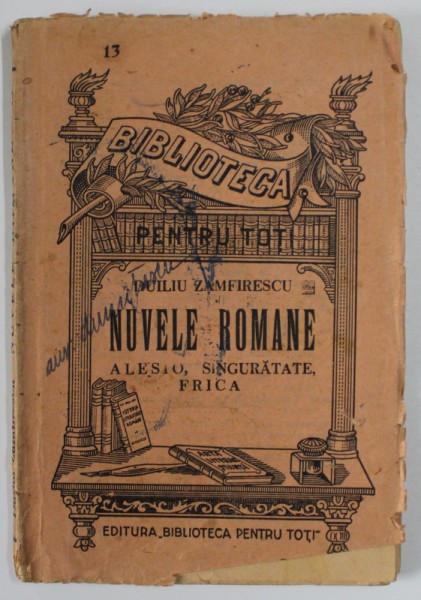 13
BIBLIOTECA
PENTRU TOȚI
DUILIU ZAMFIRESCU
NUVELE ROMANE
ALESIO, SINGURĂTATE,
FRICA
EDITURA „BIBLIOTECA PENTRU TOȚI"